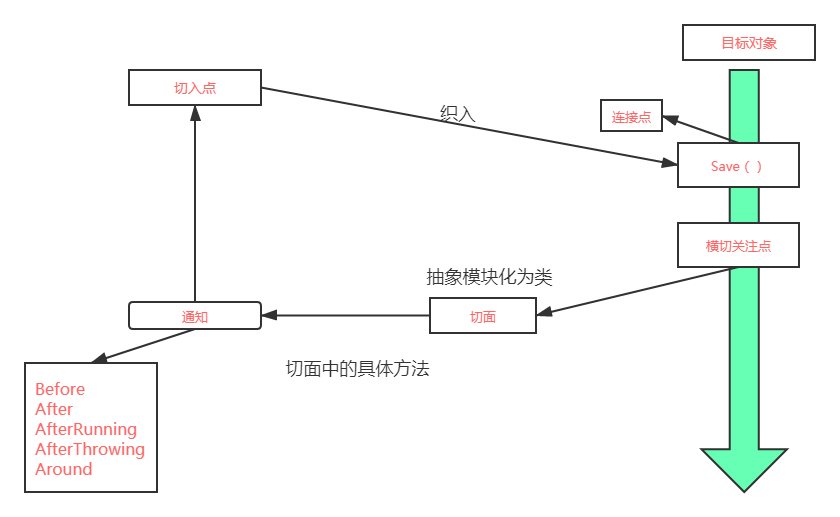 目标对象
切入点
织入
连接点
Save（ ）
横切关注点
抽象模块化为类
通知
切面
切面中的具体方法
Before
After
AfterRunning
AfterThrowing
Around